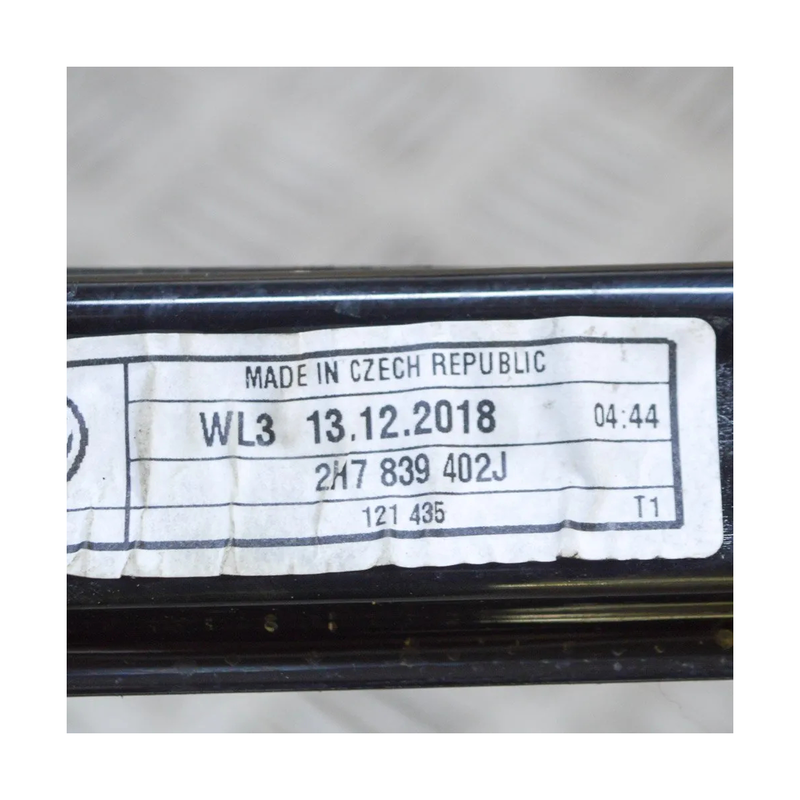 MADE IN CZECH REPUBLIC
WL3 13.12.2018 04:44
2H7 839 402J
121 435 T1